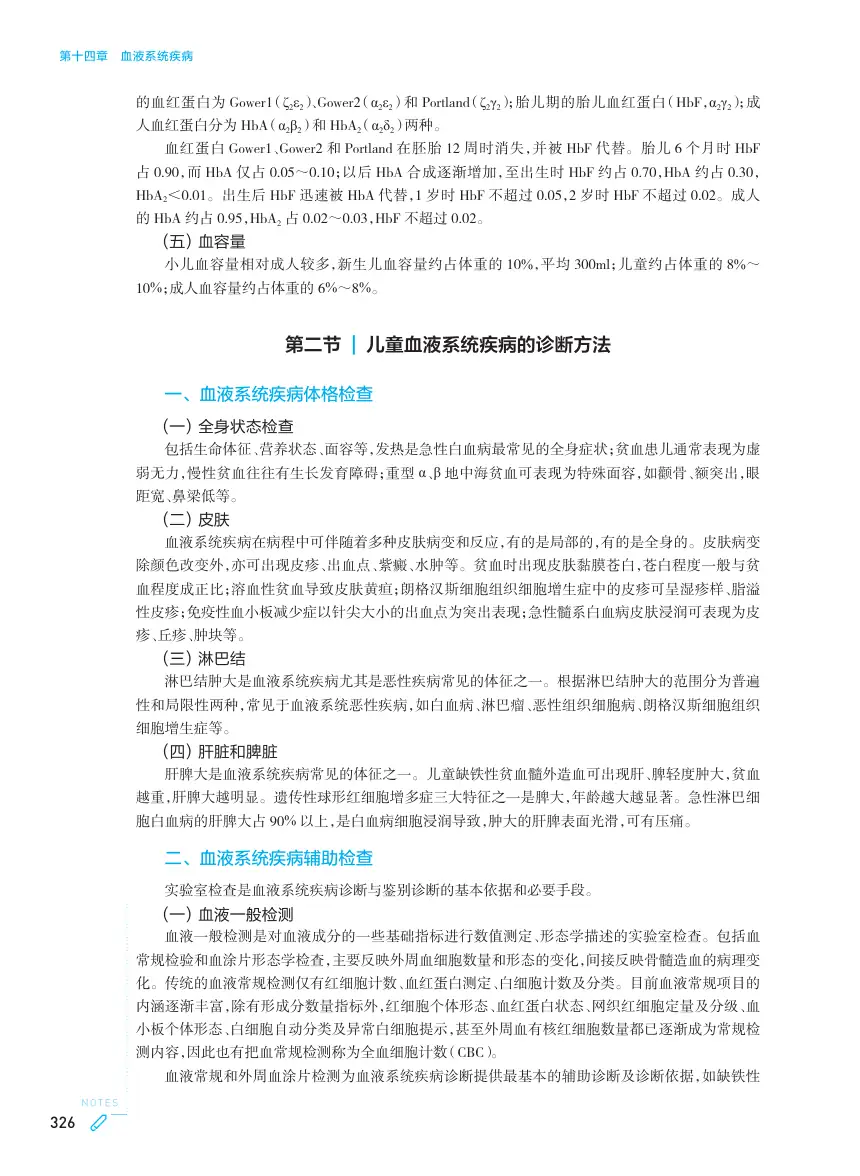 第十四章 血液系统疾病
的血红蛋白为 Gower1（ζ₂ε₂）、Gower2（α₂ε₂）和 Portland（ζ₂γ₂）；胎儿期的胎儿血红蛋白（HbF，α₂γ₂）；成
人血红蛋白分为 HbA（α₂β₂）和 HbA₂（α₂δ₂）两种。
血红蛋白 Gower1、Gower2 和 Portland 在胚胎 12 周时消失，并被 HbF 代替。胎儿 6 个月时 HbF
占 0.90，而 HbA 仅占 0.05～0.10；以后 HbA 合成逐渐增加，至出生时 HbF 约占 0.70，HbA 约占 0.30，
HbA₂＜0.01。出生后 HbF 迅速被 HbA 代替，1 岁时 HbF 不超过 0.05，2 岁时 HbF 不超过 0.02。成人
的 HbA 约占 0.95，HbA₂ 占 0.02～0.03，HbF 不超过 0.02。
（五）血容量
小儿血容量相对成人较多，新生儿血容量约占体重的 10%，平均 300ml；儿童约占体重的 8%～
10%；成人血容量约占体重的 6%～8%。
第二节 | 儿童血液系统疾病的诊断方法
一、血液系统疾病体格检查
（一）全身状态检查
包括生命体征、营养状态、面容等，发热是急性白血病最常见的全身症状；贫血患儿通常表现为虚
弱无力，慢性贫血往往有生长发育障碍；重型 α、β 地中海贫血可表现为特殊面容，如颧骨、额突出，眼
距宽、鼻梁低等。
（二）皮肤
血液系统疾病在病程中可伴随着多种皮肤病变和反应，有的是局部的，有的是全身的。皮肤病变
除颜色改变外，亦可出现皮疹、出血点、紫癜、水肿等。贫血时出现皮肤黏膜苍白，苍白程度一般与贫
血程度成正比；溶血性贫血导致皮肤黄疸；朗格汉斯细胞组织细胞增生症中的皮疹可呈湿疹样、脂溢
性皮疹；免疫性血小板减少症以针尖大小的出血点为突出表现；急性髓系白血病皮肤浸润可表现为皮
疹、丘疹、肿块等。
（三）淋巴结
淋巴结肿大是血液系统疾病尤其是恶性疾病常见的体征之一。根据淋巴结肿大的范围分为普遍
性和局限性两种，常见于血液系统恶性疾病，如白血病、淋巴瘤、恶性组织细胞病、朗格汉斯细胞组织
细胞增生症等。
（四）肝脏和脾脏
肝脾大是血液系统疾病常见的体征之一。儿童缺铁性贫血髓外造血可出现肝、脾轻度肿大，贫血
越重，肝脾大越明显。遗传性球形红细胞增多症三大特征之一是脾大，年龄越大越显著。急性淋巴细
胞白血病的肝脾大占 90% 以上，是白血病细胞浸润导致，肿大的肝脾表面光滑，可有压痛。
二、血液系统疾病辅助检查
实验室检查是血液系统疾病诊断与鉴别诊断的基本依据和必要手段。
（一）血液一般检测
血液一般检测是对血液成分的一些基础指标进行数值测定、形态学描述的实验室检查。包括血
常规检验和血涂片形态学检查，主要反映外周血细胞数量和形态的变化，间接反映骨髓造血的病理变
化。传统的血液常规检测仅有红细胞计数、血红蛋白测定、白细胞计数及分类。目前血液常规项目的
内涵逐渐丰富，除有形成分数量指标外，红细胞个体形态、血红蛋白状态、网织红细胞定量及分级、血
小板个体形态、白细胞自动分类及异常白细胞提示，甚至外周血有核红细胞数量都已逐渐成为常规检
测内容，因此也有把血常规检测称为全血细胞计数（CBC）。
血液常规和外周血涂片检测为血液系统疾病诊断提供最基本的辅助诊断及诊断依据，如缺铁性
NOTES
326